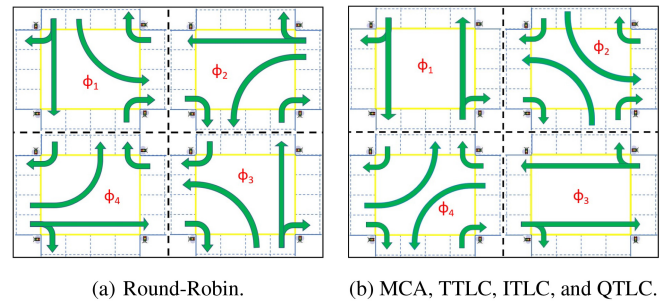 ϕ1
ϕ2
ϕ4
ϕ3
ϕ1
ϕ2
ϕ4
ϕ3
(a) Round-Robin.
(b) MCA, TTLC, ITLC, and QTLC.